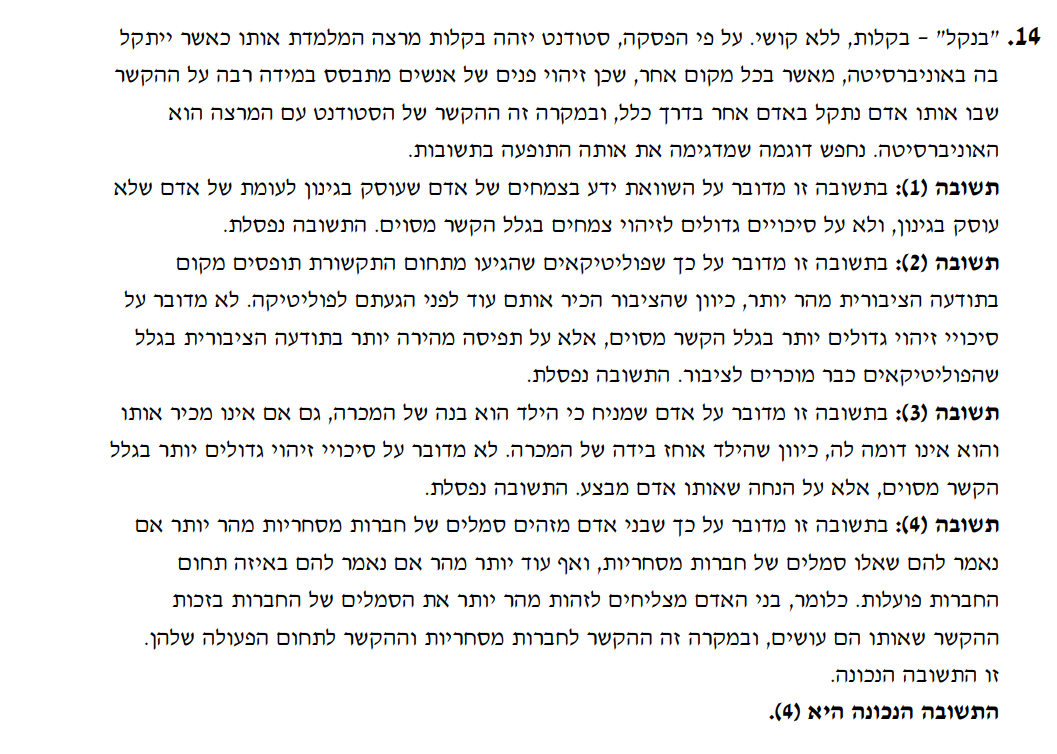 14. "בנקל" – בקלות, ללא קושי. על פי הפסקה, סטודנט יזהה בקלות מרצה המלמדת אותו כאשר ייתקל
בה באוניברסיטה, מאשר בכל מקום אחר, שכן זיהוי פנים של אנשים מתבסס במידה רבה על ההקשר
שבו אותו אדם נתקל באדם אחר בדרך כלל, ובמקרה זה ההקשר של הסטודנט עם המרצה הוא
האוניברסיטה. נחפש דוגמה שמדגימה את אותה התופעה בתשובות.
תשובה (1): בתשובה זו מדובר על השוואת ידע בצמחים של אדם שעוסק בגינון לעומת של אדם שלא
עוסק בגינון, ולא על סיכויים גדולים לזיהוי צמחים בגלל הקשר מסוים. התשובה נפסלת.
תשובה (2): בתשובה זו מדובר על כך שפוליטיקאים שהגיעו מתחום התקשורת תופסים מקום
בתודעה הציבורית מהר יותר, כיוון שהציבור הכיר אותם עוד לפני הגעתם לפוליטיקה. לא מדובר על
סיכויי זיהוי גדולים יותר בגלל הקשר מסוים, אלא על תפיסה מהירה יותר בתודעה הציבורית בגלל
שהפוליטיקאים כבר מוכרים לציבור. התשובה נפסלת.
תשובה (3): בתשובה זו מדובר על אדם שמניח כי הילד הוא בנה של המכרה, גם אם אינו מכיר אותו
והוא אינו דומה לה, כיוון שהילד אוחז בידה של המכרה. לא מדובר על סיכויי זיהוי גדולים יותר בגלל
הקשר מסוים, אלא על הנחה שאותו אדם מבצע. התשובה נפסלת.
תשובה (4): בתשובה זו מדובר על כך שבני אדם מזהים סמלים של חברות מסחריות מהר יותר אם
נאמר להם שאלו סמלים של חברות מסחריות, ואף עוד יותר מהר אם נאמר להם באיזה תחום
החברות פועלות. כלומר, בני האדם מצליחים לזהות מהר יותר את הסמלים של החברות בזכות
ההקשר שאותו הם עושים, ובמקרה זה ההקשר לחברות מסחריות וההקשר לתחום הפעולה שלהן.
זו התשובה הנכונה.
התשובה הנכונה היא (4).